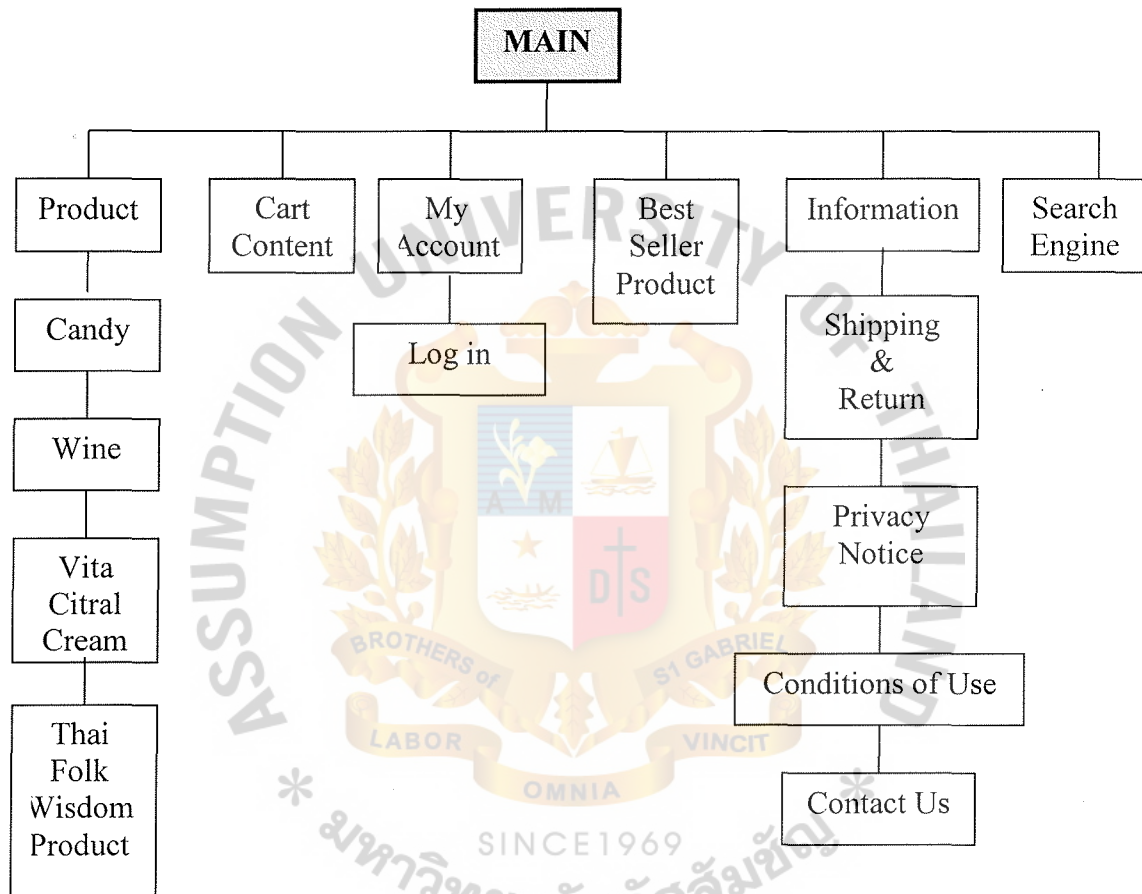 MAIN
Product
Cart
Content
My
Account
Best
Seller
Product
Information
Search
Engine
Candy
Log in
Shipping
&
Return
Wine
Privacy
Notice
Vita
Citral
Cream
Conditions of Use
Thai
Folk
Wisdom
Product
Contact Us
ASSUMPTION UNIVERSITY OF THAILAND
A M
D S
BROTHERS of
S1 GABRIEL
LABOR
VINCIT
OMNIA
SINCE1969